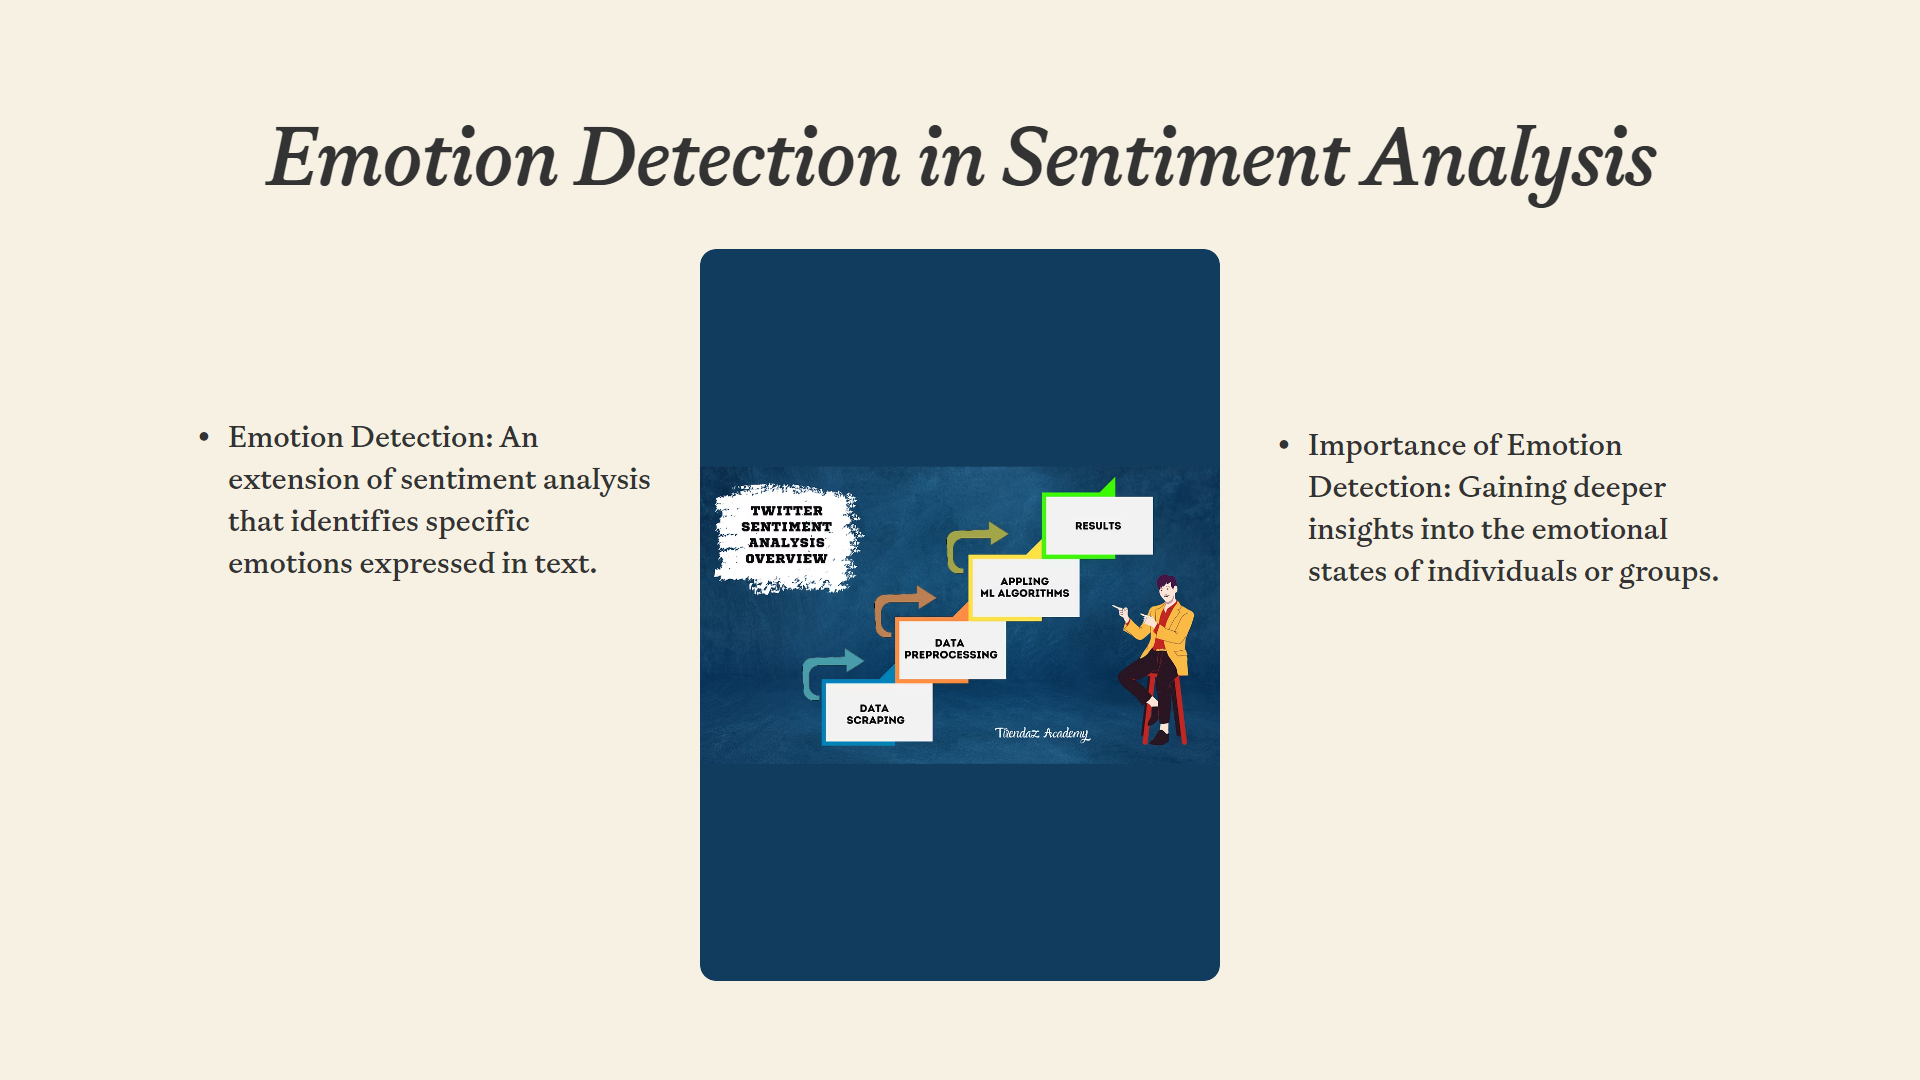 Emotion Detection in Sentiment Analysis
• Emotion Detection: An
extension of sentiment analysis
that identifies specific
emotions expressed in text.
TWITTER
SENTIMENT
ANALYSIS
OVERVIEW
RESULTS
APPLING
ML ALGORITHMS
DATA
PREPROCESSING
DATA
SCRAPING
Tirendaz Academy
• Importance of Emotion
Detection: Gaining deeper
insights into the emotional
states of individuals or groups.